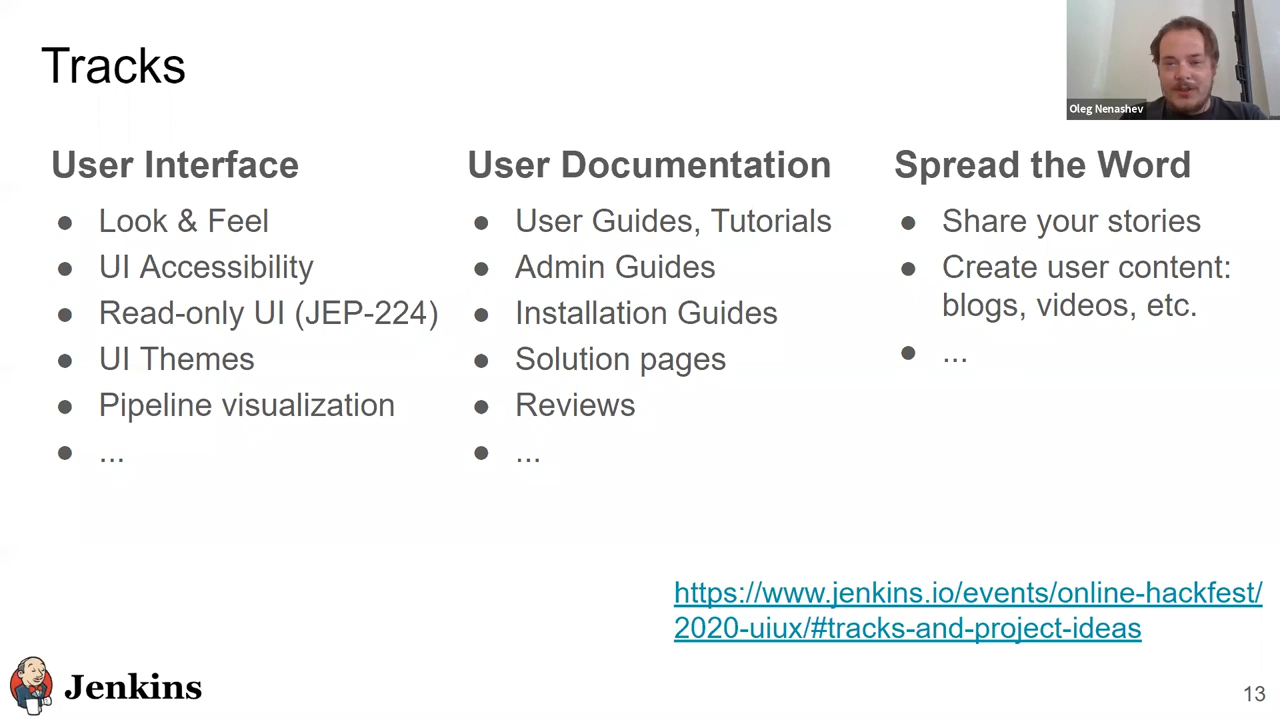 Tracks
Oleg Nenashev
User Interface
● Look & Feel
● UI Accessibility
● Read-only UI (JEP-224)
● UI Themes
● Pipeline visualization
● ...
User Documentation
● User Guides, Tutorials
● Admin Guides
● Installation Guides
● Solution pages
● Reviews
● ...
Spread the Word
● Share your stories
● Create user content:
blogs, videos, etc.
● ...
https://www.jenkins.io/events/online-hackfest/
2020-uiux/#tracks-and-project-ideas
Jenkins
13